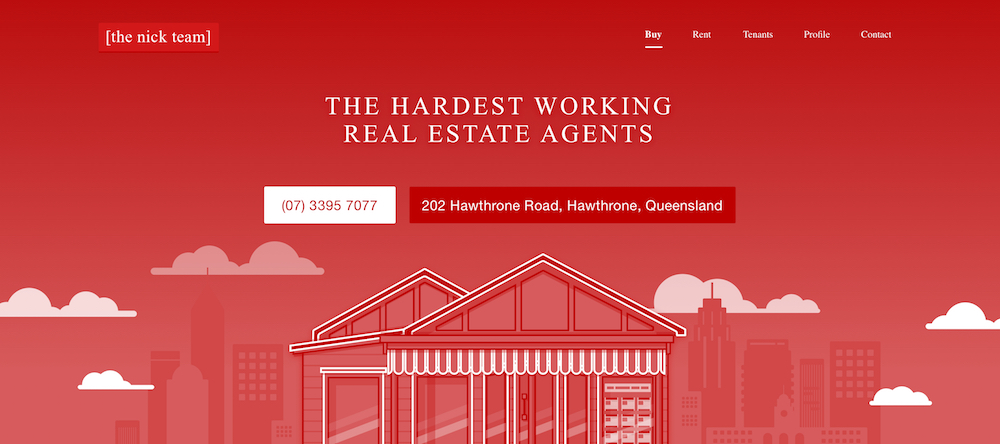 [the nick team]
Buy
Rent
Tenants
Profile
Contact
THE HARDEST WORKING
REAL ESTATE AGENTS
(07) 3395 7077
202 Hawthrone Road, Hawthrone, Queensland